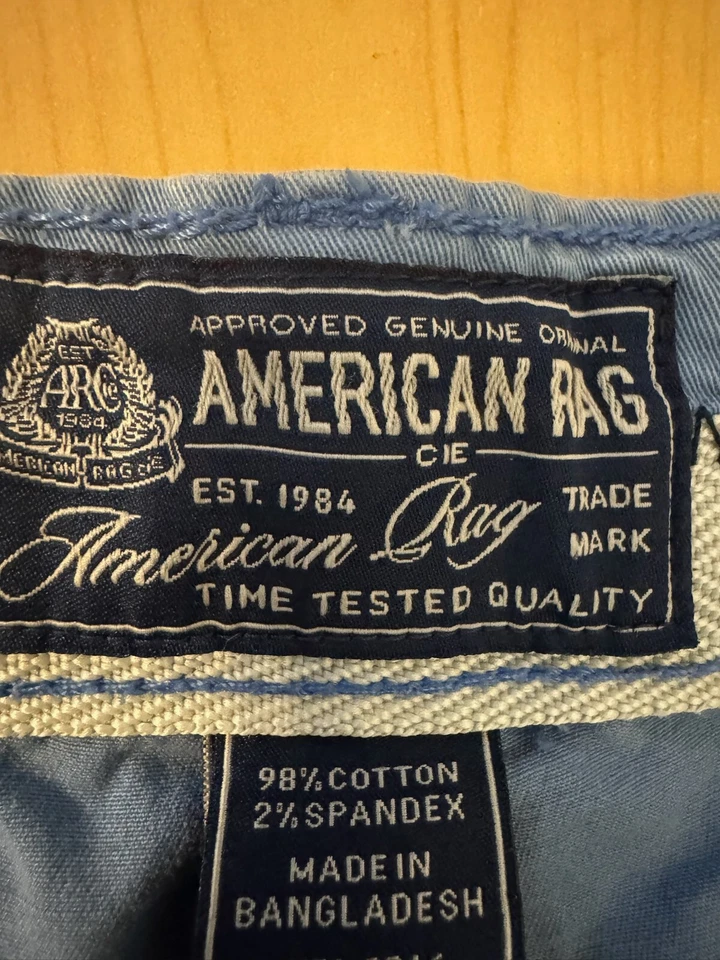 EST
ARC
1984
AMERICAN RAG CIE
APPROVED GENUINE ORIGINAL
AMERICAN RAG
CIE
EST. 1984
American Rag
TRADE
MARK
TIME TESTED QUALITY
98% COTTON
2% SPANDEX
MADE IN
BANGLADESH